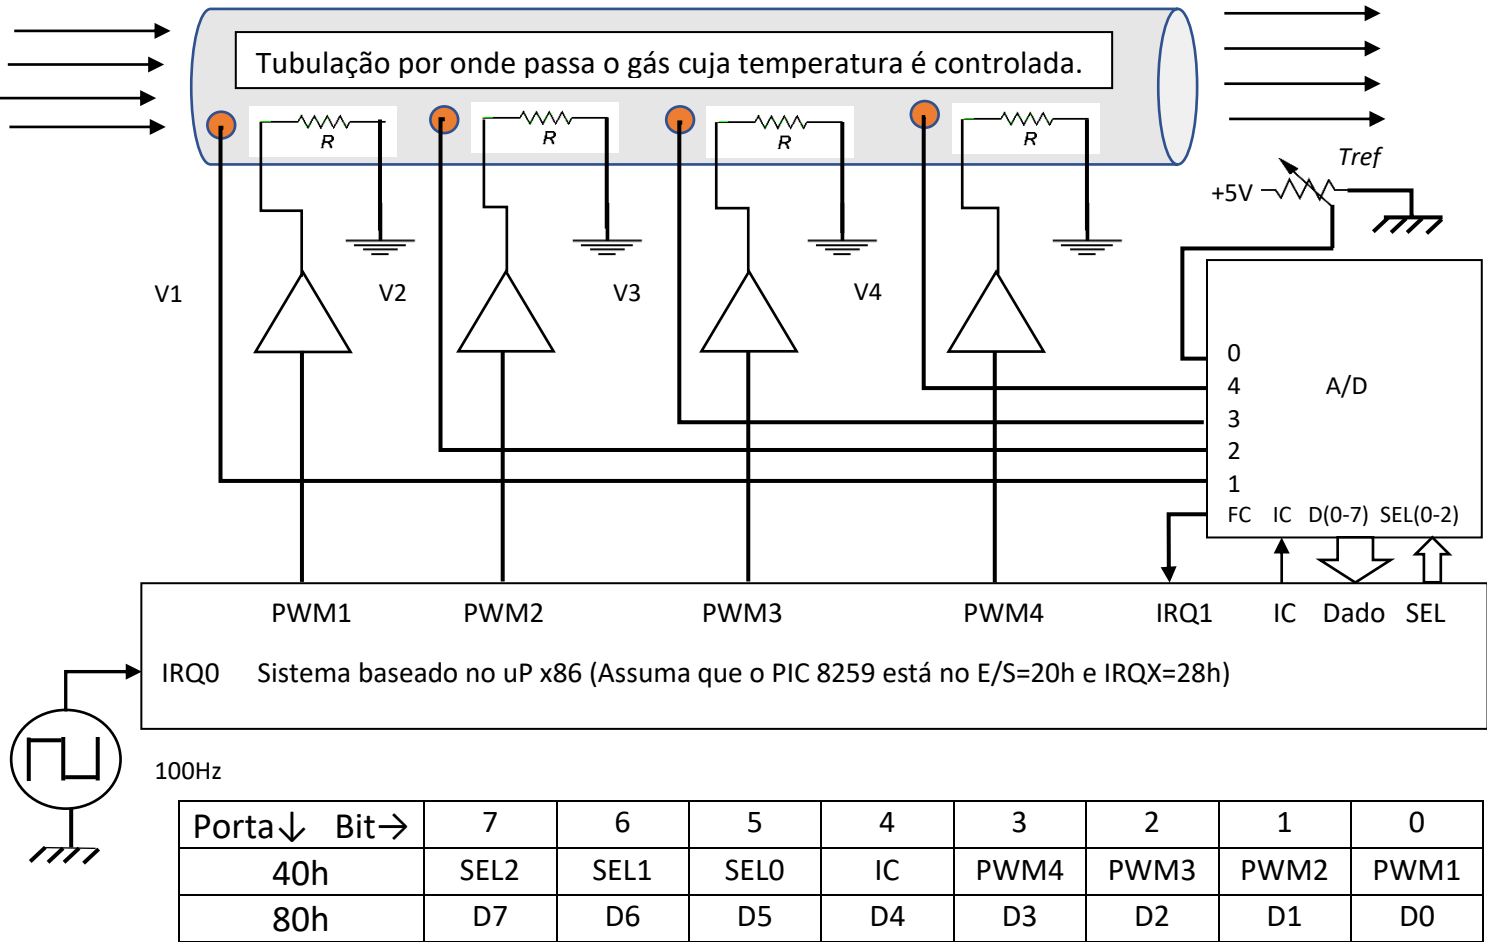 Tubulação por onde passa o gás cuja temperatura é controlada.
R R R R
Tref
+5V
V1 V2 V3 V4
0
4 A/D
3
2
1
FC IC D(0-7) SEL(0-2)
PWM1 PWM2 PWM3 PWM4 IRQ1 IC Dado SEL
IRQ0 Sistema baseado no uP x86 (Assuma que o PIC 8259 está no E/S=20h e IRQX=28h)
100Hz
Porta↓ Bit→ 7 6 5 4 3 2 1 0
40h SEL2 SEL1 SEL0 IC PWM4 PWM3 PWM2 PWM1
80h D7 D6 D5 D4 D3 D2 D1 D0